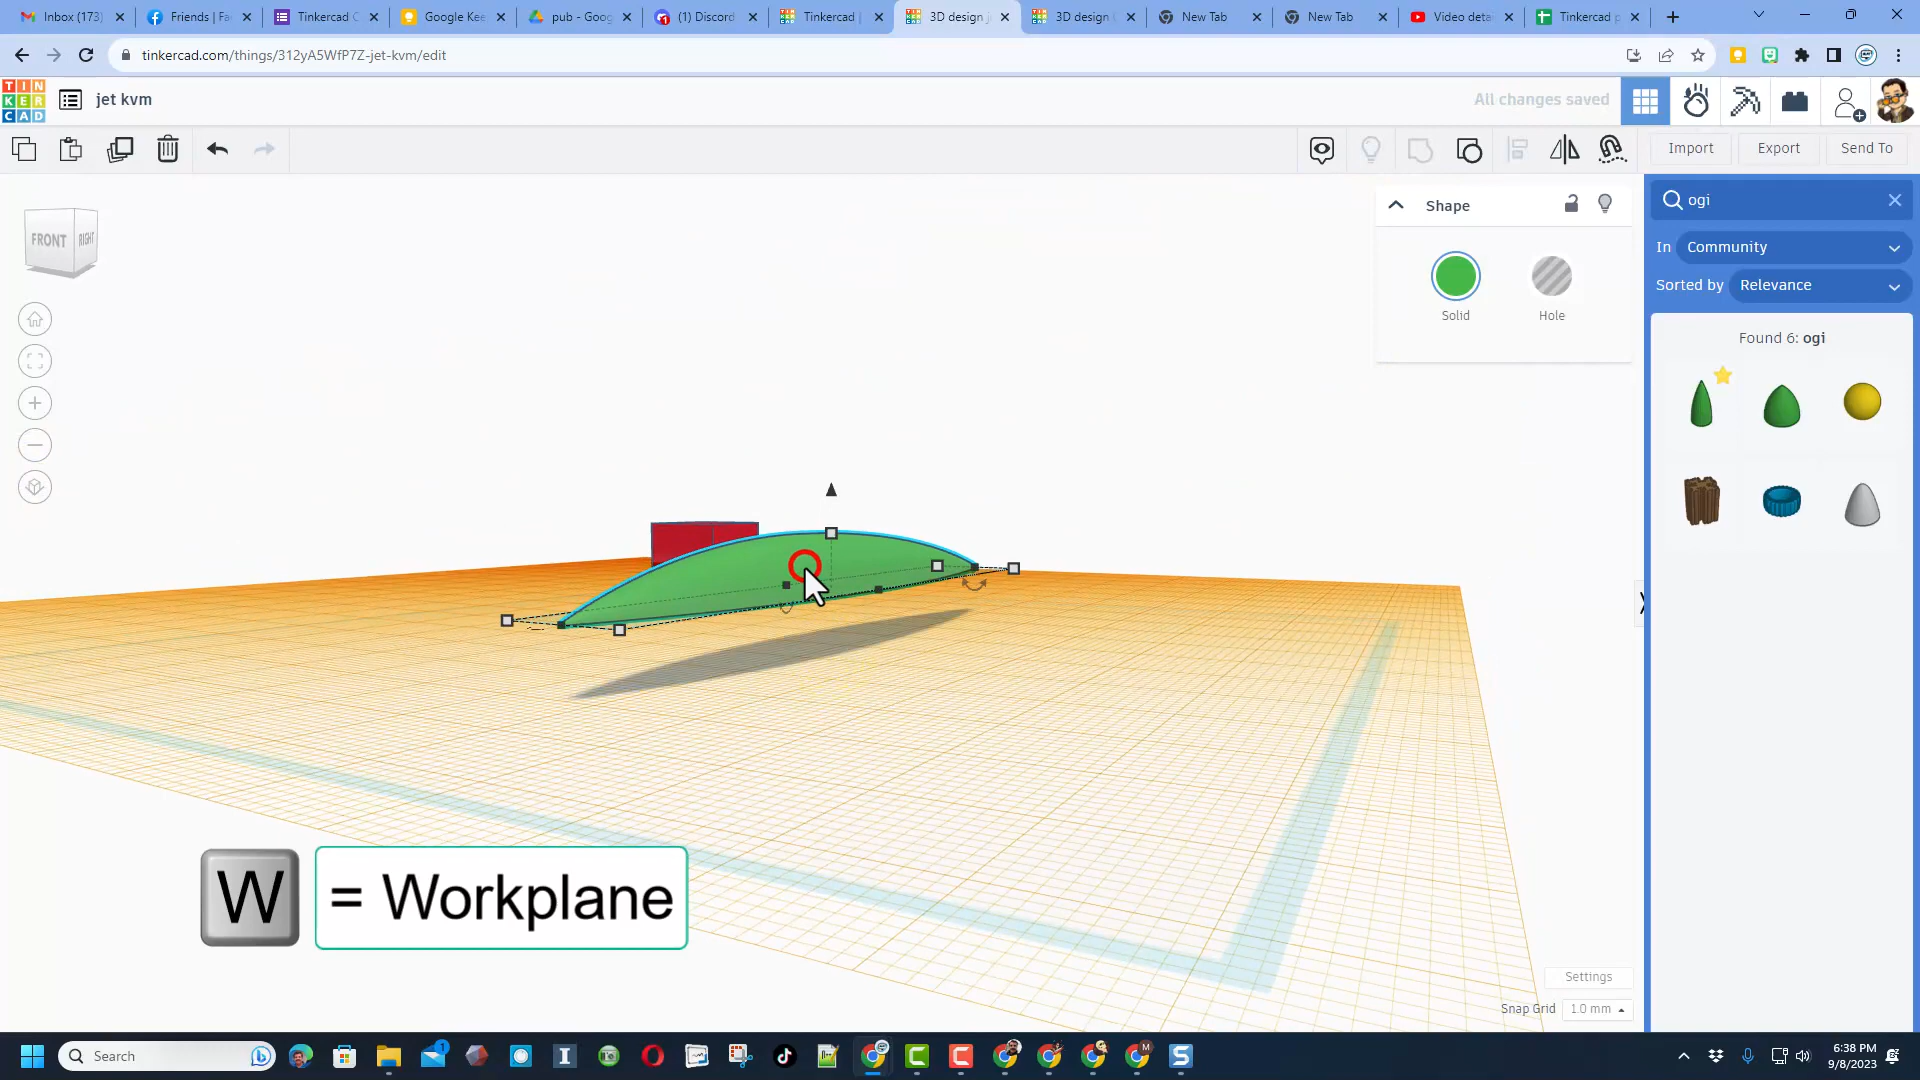 Inbox (173)
Friends | Fa
Tinkercad C
Google Kee
pub - Goog
(1) Discord
Tinkercad |
3D design j
3D design
New Tab
New Tab
Video deta
Tinkercad p
tinkercad.com/things/312yA5WfP7Z-jet-kvm/edit
TIN
KER
CAD
jet kvm
All changes saved
Import
Export
Send To
FRONT
RIGHT
Shape
Solid
Hole
ogi
In
Community
Sorted by
Relevance
Found 6: ogi
W
= Workplane
Settings
Snap Grid
1.0 mm
Search
6:38 PM
9/8/2023